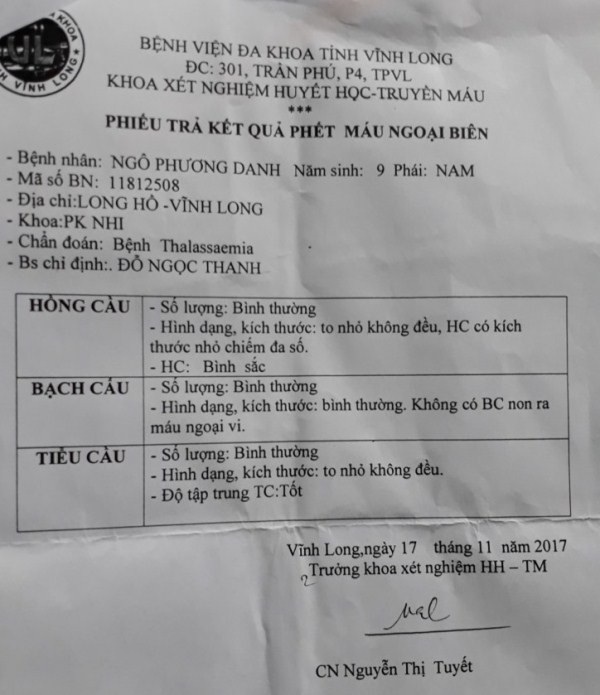 KHOA
VĨNH LONG
BỆNH VIỆN ĐA KHOA TỈNH VĨNH LONG
ĐC: 301, TRẦN PHÚ, P4, TPVL
KHOA XÉT NGHIỆM HUYẾT HỌC-TRUYỀN MÁU
***
PHIẾU TRẢ KẾT QUẢ PHẾT MÁU NGOẠI BIÊN
- Bệnh nhân: NGÔ PHƯƠNG DANH Năm sinh: 9 Phái: NAM
- Mã số BN: 11812508
- Địa chỉ:LONG HỒ -VĨNH LONG
- Khoa:PK NHI
- Chẩn đoán: Bệnh Thalassaemia
- Bs chỉ định:. ĐỖ NGỌC THANH
HỒNG CẦU - Số lượng: Bình thường
- Hình dạng, kích thước: to nhỏ không đều, HC có kích
thước nhỏ chiếm đa số.
- HC: Bình sắc
BẠCH CẦU - Số lượng: Bình thường
- Hình dạng, kích thước: bình thường. Không có BC non ra
máu ngoại vi.
TIỂU CẦU - Số lượng: Bình thường
- Hình dạng, kích thước: to nhỏ không đều.
- Độ tập trung TC:Tốt
Vĩnh Long,ngày 17 tháng 11 năm 2017
Trưởng khoa xét nghiệm HH – TM
CN Nguyễn Thị Tuyết